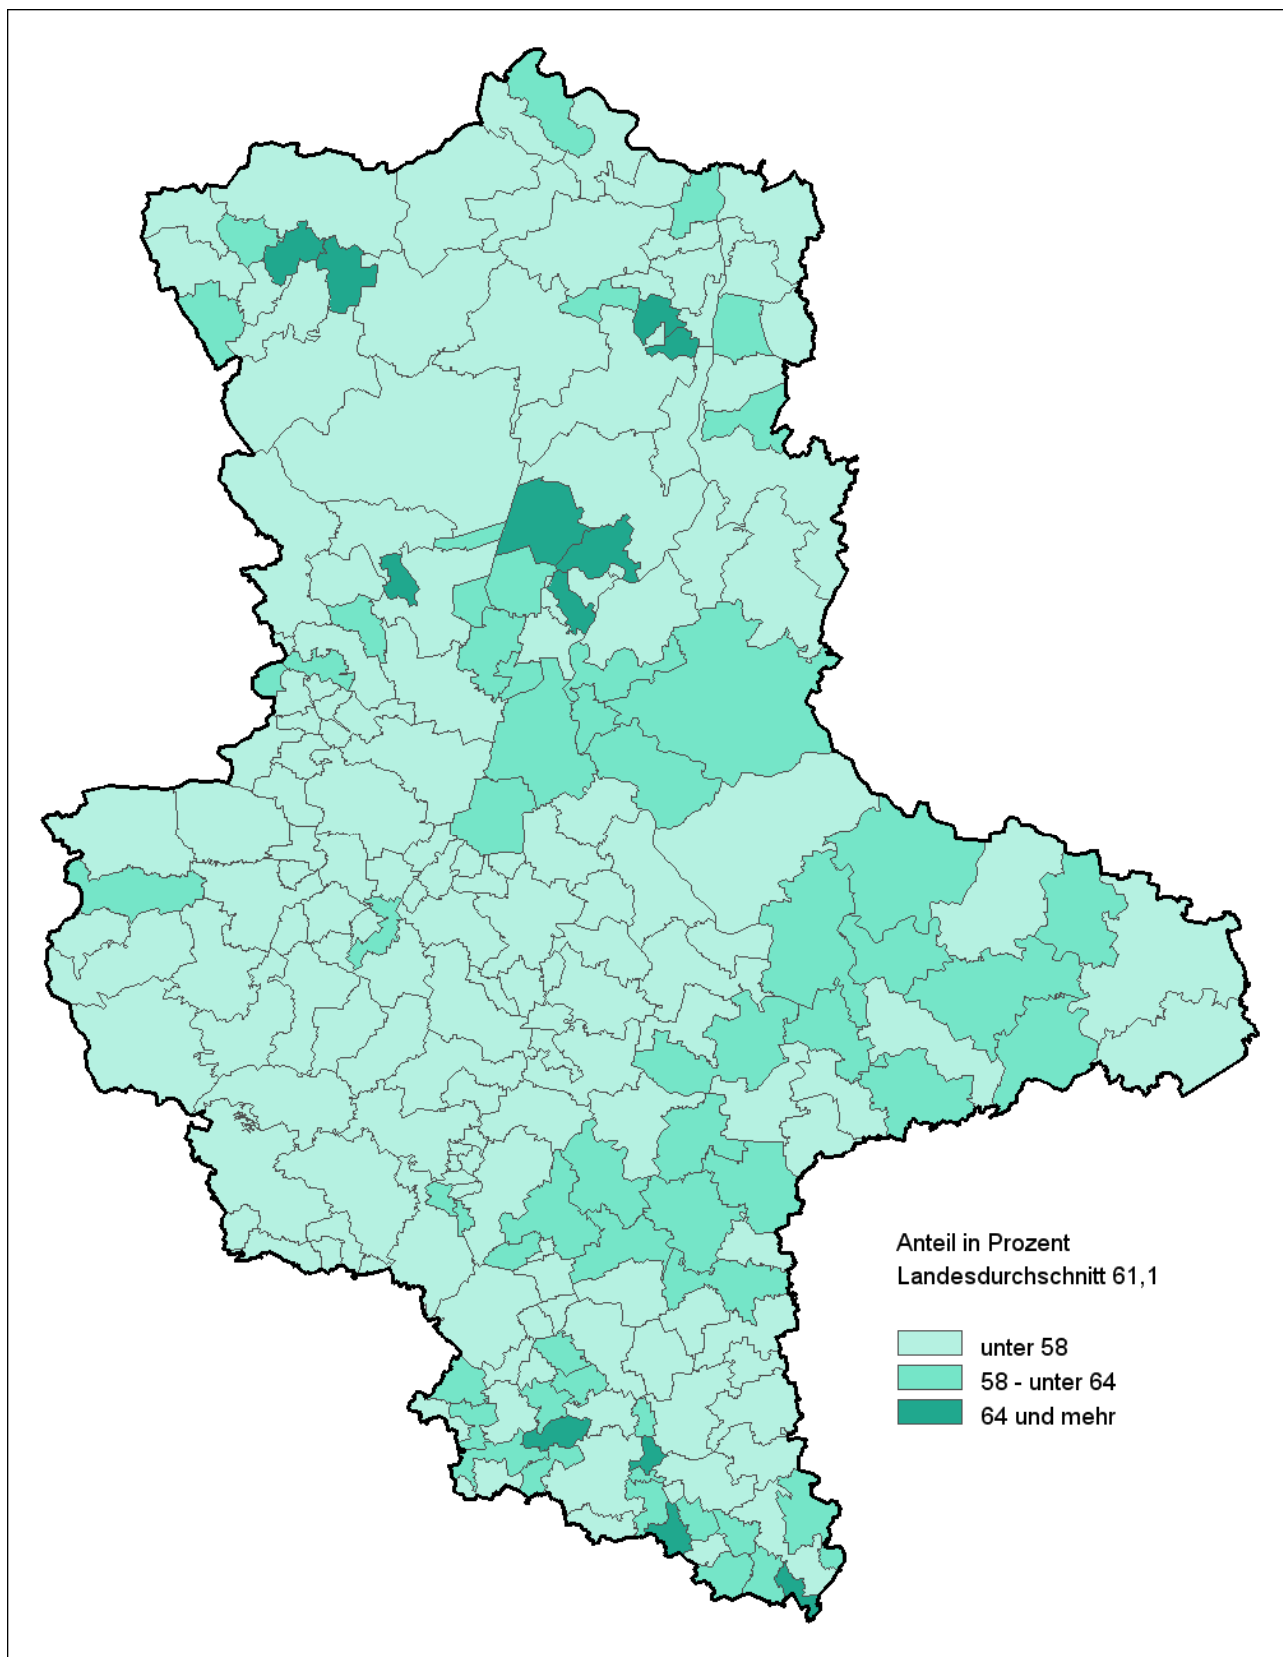 Anteil in Prozent
Landesdurchschnitt 61,1
unter 58
58 - unter 64
64 und mehr